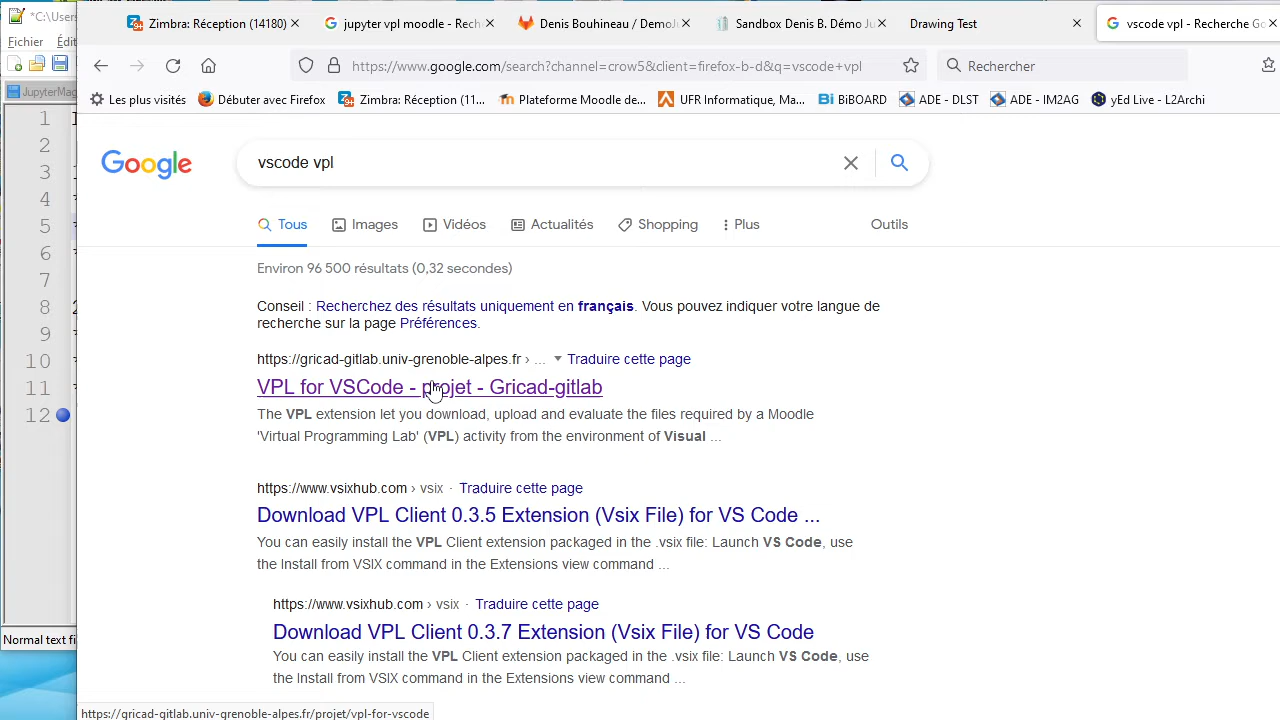 *C:\Users
Zimbra: Réception (14180)
jupyter vpl moodle - Rech
Denis Bouhineau / DemoJ
Sandbox Denis B. Démo Ju
Drawing Test
vscode vpl - Recherche Go
Fichier
Édit
https://www.google.com/search?channel=crow5&client=firefox-b-d&q=vscode+vpl
Rechercher
JupyterMag
Les plus visités
Débuter avec Firefox
Zimbra: Réception (11...
Plateforme Moodle de...
UFR Informatique, Ma...
BiBOARD
ADE - DLST
ADE - IM2AG
yEd Live - L2Archi
1
2
3
4
5
6
7
8
9
10
11
12
Google
vscode vpl
Tous
Images
Vidéos
Actualités
Shopping
Plus
Outils
Environ 96 500 résultats (0,32 secondes)
Conseil : Recherchez des résultats uniquement en français. Vous pouvez indiquer votre langue de
recherche sur la page Préférences.
https://gricad-gitlab.univ-grenoble-alpes.fr › ... Traduire cette page
VPL for VSCode - projet - Gricad-gitlab
The VPL extension let you download, upload and evaluate the files required by a Moodle
'Virtual Programming Lab' (VPL) activity from the environment of Visual ...
https://www.vsixhub.com › vsix · Traduire cette page
Download VPL Client 0.3.5 Extension (Vsix File) for VS Code ...
You can easily install the VPL Client extension packaged in the .vsix file: Launch VS Code, use
the Install from VSIX command in the Extensions view command ...
https://www.vsixhub.com › vsix · Traduire cette page
Download VPL Client 0.3.7 Extension (Vsix File) for VS Code
You can easily install the VPL Client extension packaged in the .vsix file: Launch VS Code, use
the Install from VSIX command in the Extensions view command ...
Normal text fi
https://gricad-gitlab.univ-grenoble-alpes.fr/projet/vpl-for-vscode